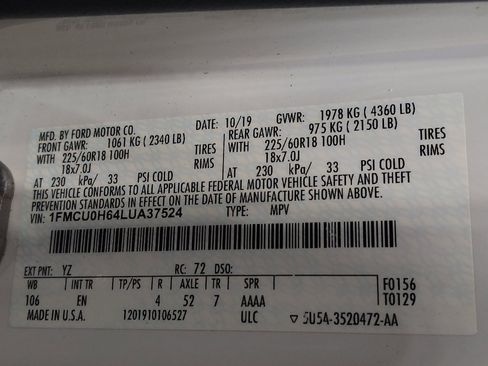 MFD. BY FORD MOTOR CO. DATE: 10/19 GVWR: 1978 KG (4360 LB)
FRONT GAWR: 1061 KG (2340 LB) REAR GAWR: 975 KG (2150 LB)
WITH 225/60R18 100H TIRES WITH 225/60R18 100H TIRES
18x7.0J RIMS 18x7.0J RIMS
AT 230 kPa/ 33 PSI COLD AT 230 kPa/ 33 PSI COLD
THIS VEHICLE CONFORMS TO ALL APPLICABLE FEDERAL MOTOR VEHICLE SAFETY AND THEFT
PREVENTION STANDARDS IN EFFECT ON THE DATE OF MANUFACTURE SHOWN ABOVE.
VIN: 1FMCU0H64LUA37524 TYPE: MPV
EXT PNT: YZ RC: 72 DSO:
WB INT TR TP/PS R AXLE TR SPR F0156
106 EN 4 52 7 AAAA T0129
MADE IN U.S.A. 1201910106527 ULC ▽ 5U54-3520472-AA